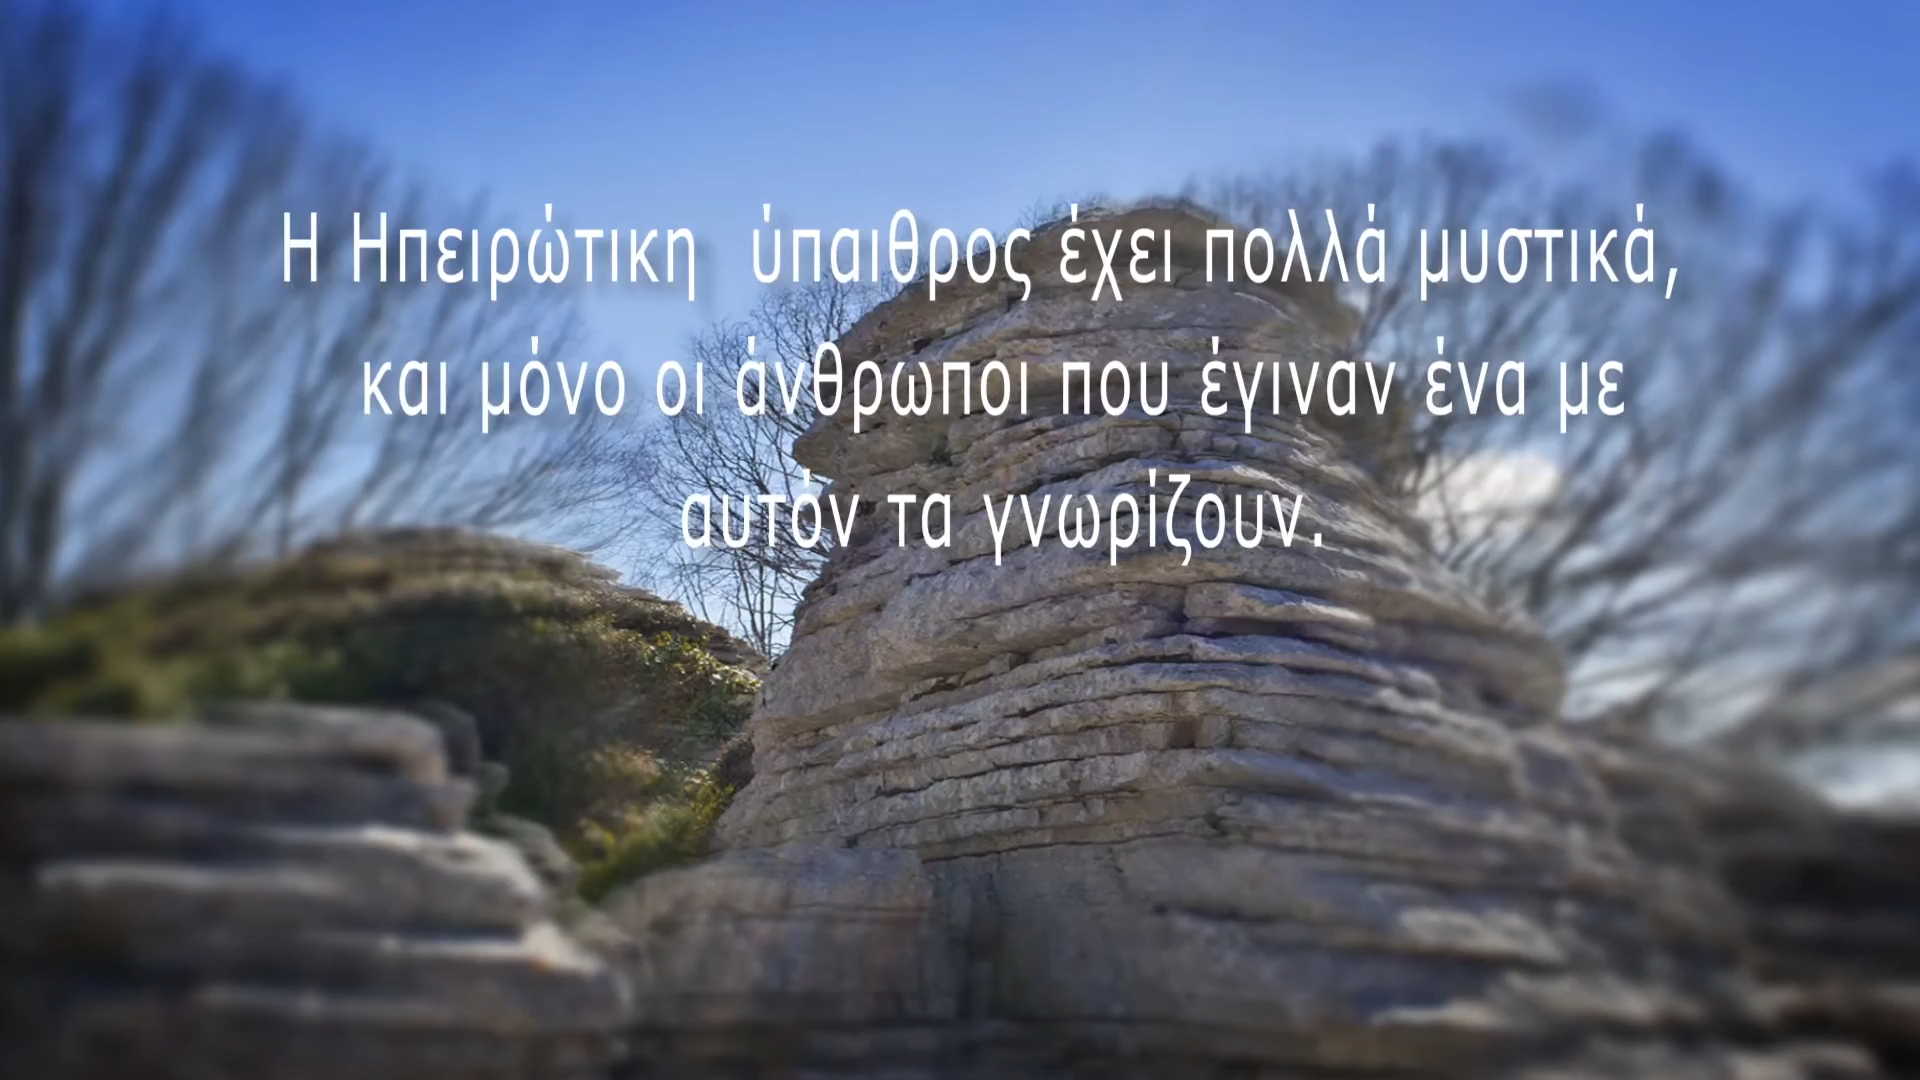 Η Ηπειρώτικη ύπαιθρος έχει πολλά μυστικά,
και μόνο οι άνθρωποι που έγιναν ένα με
αυτόν τα γνωρίζουν.